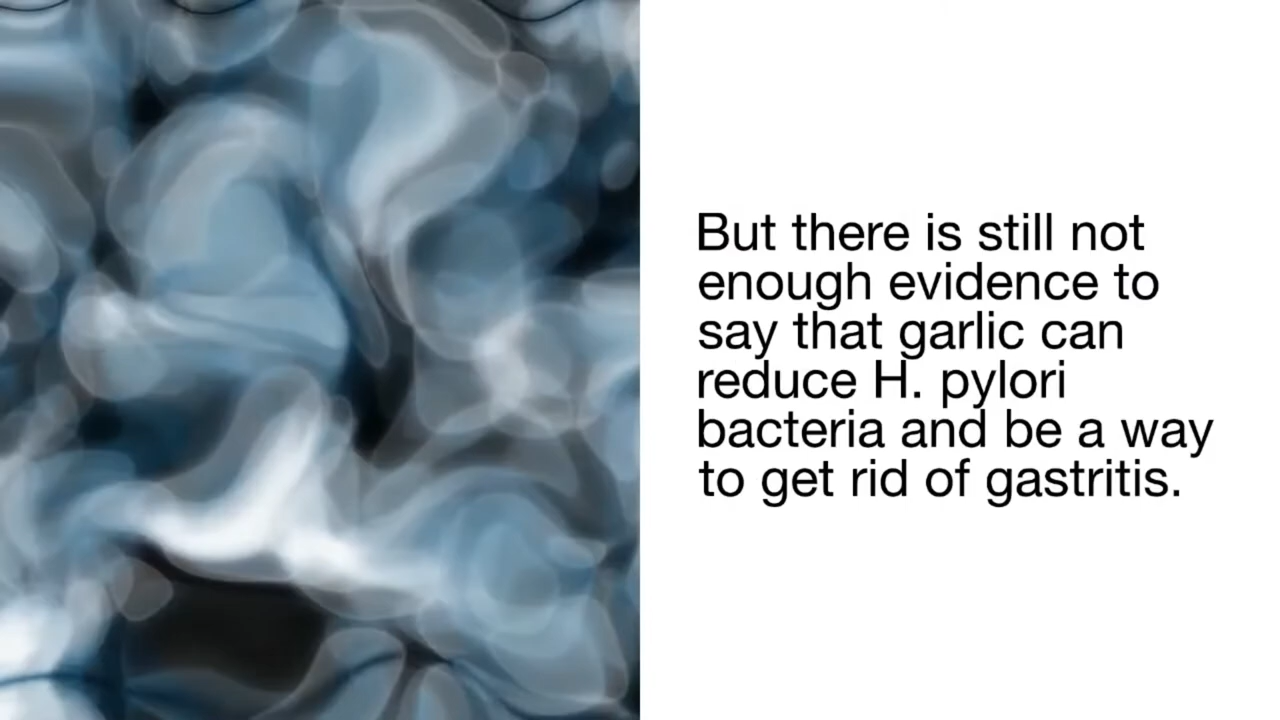 But there is still not
enough evidence to
say that garlic can
reduce H. pylori
bacteria and be a way
to get rid of gastritis.